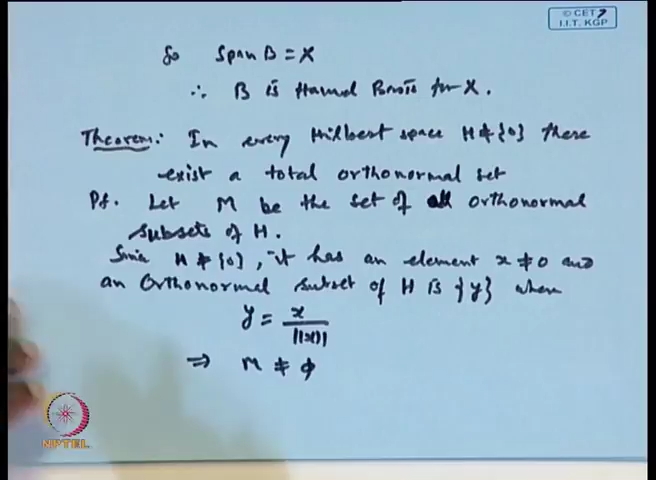 © CET
I.I.T. KGP
So Span B = X
∴ B is Hamel Basis for X.
Theorem: In every Hilbert space H ≠ {0} there
exist a total orthonormal set
Pf. Let M be the set of all orthonormal
subsets of H.
Since H ≠ {0}, it has an element x ≠ 0 and
an Orthonormal subset of H is {y} where
y = x / ||x||
⇒ M ≠ φ
NPTEL